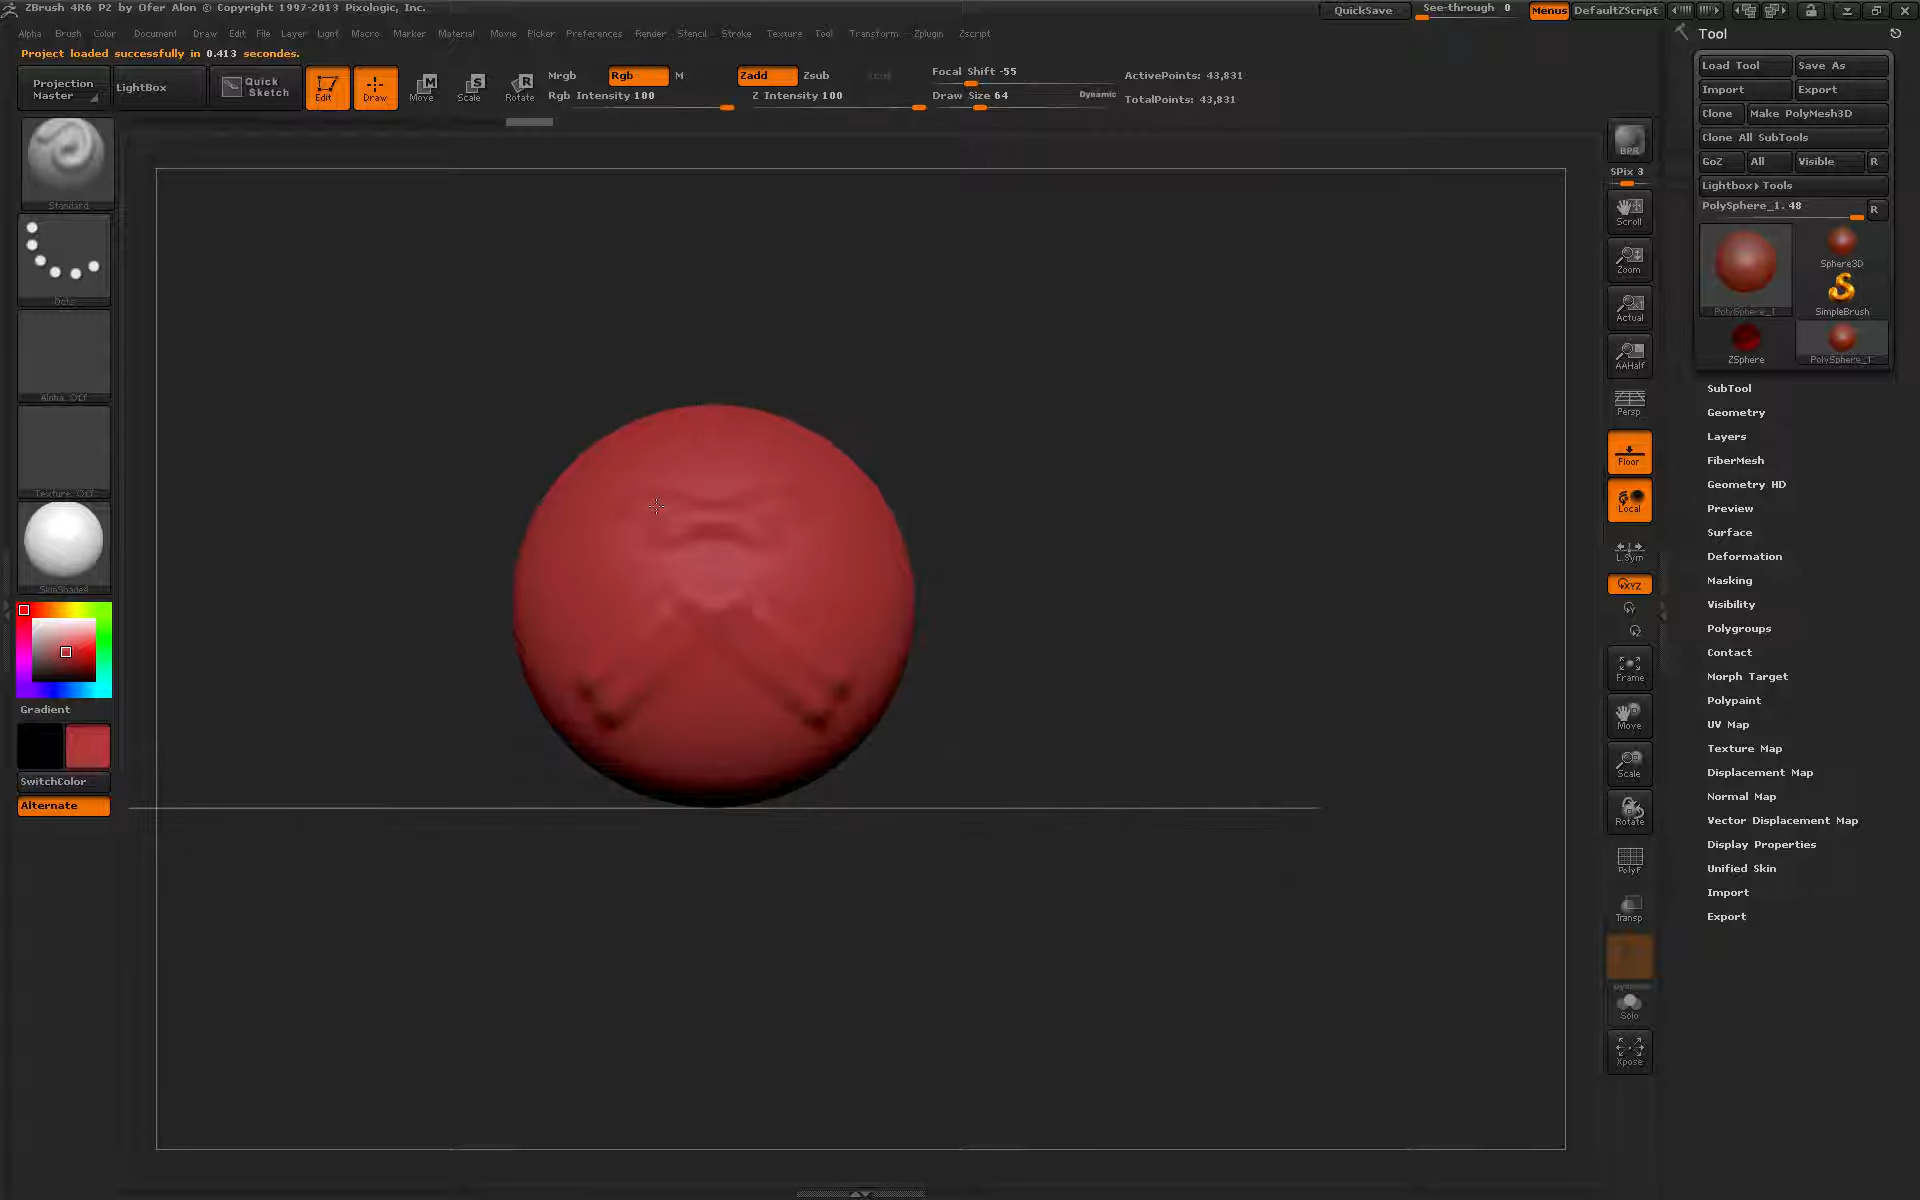 ZBrush 4R6 P2 by Ofer Alon © Copyright 1997-2013 Pixologic, Inc.
QuickSave
See-through 0
Menus
DefaultZScript
Alpha Brush Color Document Draw Edit File Layer Light Macro Marker Material Movie Picker Preferences Render Stencil Stroke Texture Tool Transform Zplugin Zscript
Project loaded successfully in 0.413 secondes.
Projection Master
LightBox
Quick Sketch
Edit
Draw
Move
Scale
Rotate
Mrgb
Rgb
M
Rgb Intensity 100
Zadd
Zsub
Z Intensity 100
Focal Shift -55
Draw Size 64
Dynamic
ActivePoints: 43,831
TotalPoints: 43,831
Standard
Dots
Alpha_Off
Texture_Off
SkinShade4
Gradient
SwitchColor
Alternate
BPR
SPix 3
Scroll
Zoom
Actual
AAHalf
Persp
Floor
Local
L.Sym
XYZ
Frame
Move
Scale
Rotate
PolyF
Transp
Solo
Xpose
Tool
Load Tool
Save As
Import
Export
Clone
Make PolyMesh3D
Clone All SubTools
GoZ
All
Visible
R
Lightbox▸Tools
PolySphere_1. 48
R
PolySphere_1
Sphere3D
SimpleBrush
ZSphere
PolySphere_1
SubTool
Geometry
Layers
FiberMesh
Geometry HD
Preview
Surface
Deformation
Masking
Visibility
Polygroups
Contact
Morph Target
Polypaint
UV Map
Texture Map
Displacement Map
Normal Map
Vector Displacement Map
Display Properties
Unified Skin
Import
Export